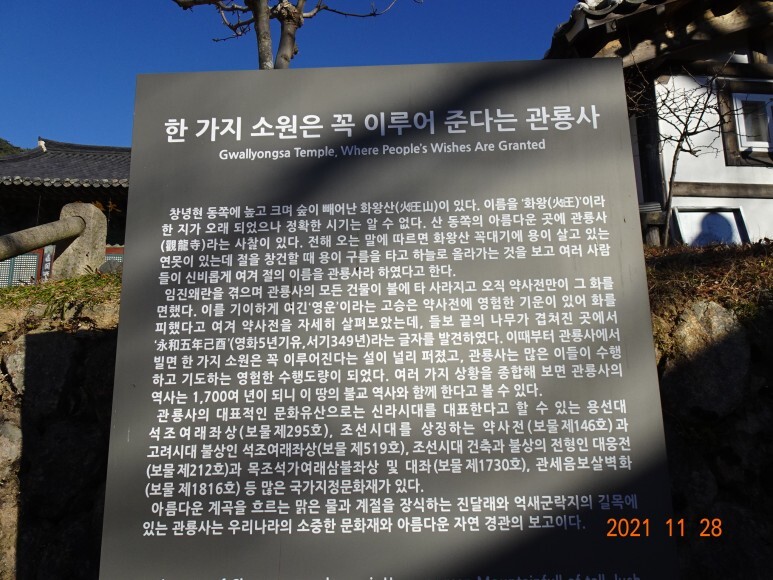 한 가지 소원은 꼭 이루어 준다는 관룡사
Gwallyongsa Temple, Where People's Wishes Are Granted
창녕현 동쪽에 높고 크며 숲이 빼어난 화왕산(火旺山)이 있다. 이름을 '화왕(火旺)'이라
한 지가 오래 되었으나 정확한 시기는 알 수 없다. 산 동쪽의 아름다운 곳에 관룡사
(觀龍寺)라는 사찰이 있다. 전해 오는 말에 따르면 화왕산 꼭대기에 용이 살고 있는
연못이 있는데 절을 창건할 때 용이 구름을 타고 하늘로 올라가는 것을 보고 여러 사람
들이 신비롭게 여겨 절의 이름을 관룡사라 하였다고 한다.
임진왜란을 겪으며 관룡사의 모든 건물이 불에 타 사라지고 오직 약사전만이 그 화를
면했다. 이를 기이하게 여긴 '영운'이라는 고승은 약사전에 영험한 기운이 있어 화를
피했다고 여겨 약사전을 자세히 살펴보았는데, 들보 끝의 나무가 겹쳐진 곳에서
'永和五年己酉'(영화5년기유,서기349년)라는 글자를 발견하였다. 이때부터 관룡사에서
빌면 한 가지 소원은 꼭 이루어진다는 설이 널리 퍼졌고, 관룡사는 많은 이들이 수행
하고 기도하는 영험한 수행도량이 되었다. 여러 가지 상황을 종합해 보면 관룡사의
역사는 1,700여 년이 되니 이 땅의 불교 역사와 함께 한다고 볼 수 있다.
관룡사의 대표적인 문화유산으로는 신라시대를 대표한다고 할 수 있는 용선대
석조여래좌상(보물 제295호), 조선시대를 상징하는 약사전(보물 제146호)과
고려시대 불상인 석조여래좌상(보물 제519호), 조선시대 건축과 불상의 전형인 대웅전
(보물 제212호)과 목조석가여래삼불좌상 및 대좌(보물 제1730호), 관세음보살벽화
(보물 제1816호) 등 많은 국가지정문화재가 있다.
아름다운 계곡을 흐르는 맑은 물과 계절을 장식하는 진달래와 억새군락지의 길목에
있는 관룡사는 우리나라의 소중한 문화재와 아름다운 자연 경관의 보고이다.
2021 11 28